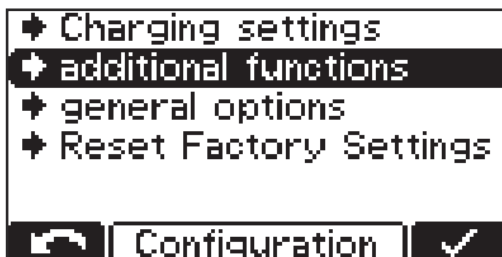 Charging settings
additional functions
general options
Reset Factory Settings
Configuration